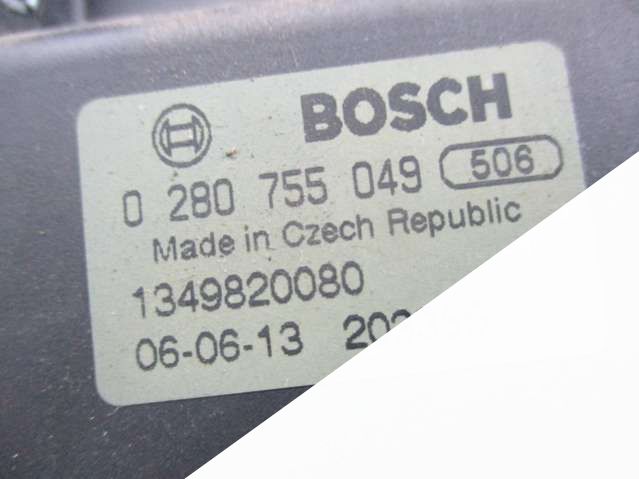 BOSCH
0 280 755 049 506
Made in Czech Republic
1349820080
06-06-13